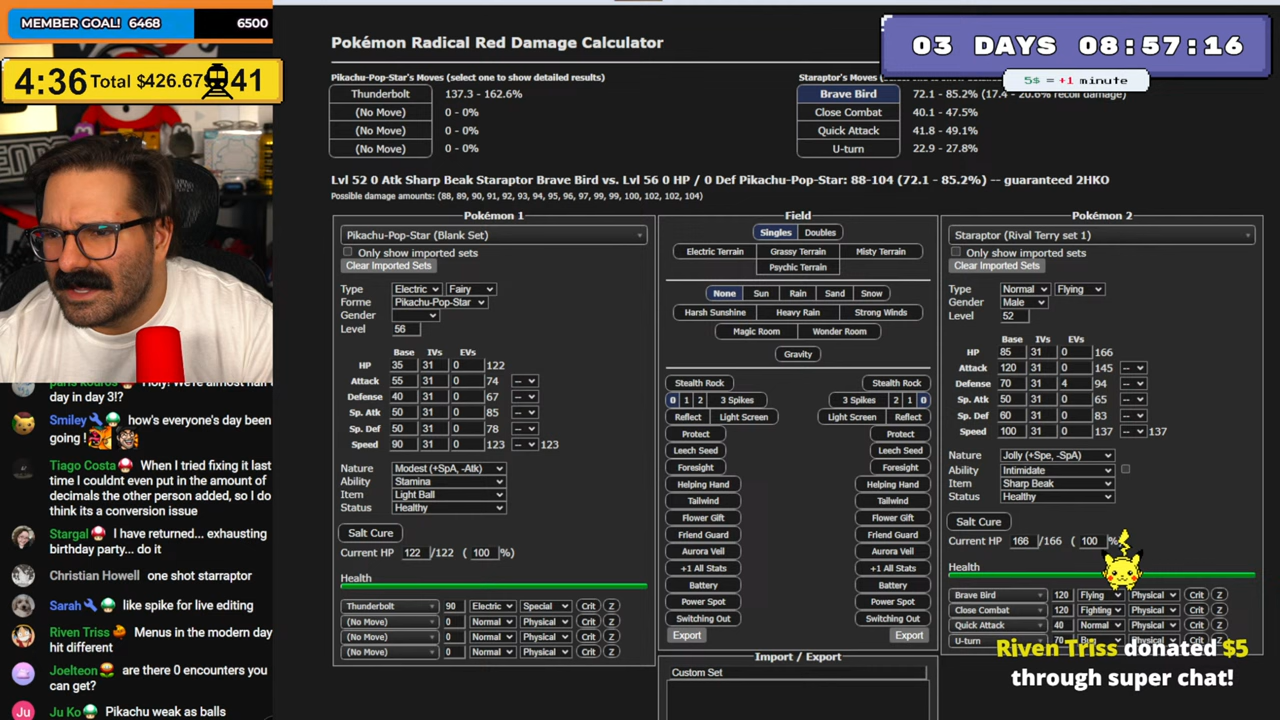 MEMBER GOAL! 6468 6500
4:36 Total $426.675 41
03 DAYS 08:57:16
5$ = +1 minute
Pokémon Radical Red Damage Calculator
Pikachu-Pop-Star's Moves (select one to show detailed results)
Thunderbolt 137.3 - 162.6%
(No Move) 0 - 0%
(No Move) 0 - 0%
(No Move) 0 - 0%
Staraptor's Moves
Brave Bird 72.1 - 85.2% (17.4 - 20.6% recoil damage)
Close Combat 40.1 - 47.5%
Quick Attack 41.8 - 49.1%
U-turn 22.9 - 27.8%
Lvl 52 0 Atk Sharp Beak Staraptor Brave Bird vs. Lvl 56 0 HP / 0 Def Pikachu-Pop-Star: 88-104 (72.1 - 85.2%) -- guaranteed 2HKO
Possible damage amounts: (88, 89, 90, 91, 92, 93, 94, 95, 96, 97, 99, 99, 100, 102, 102, 104)
Pokémon 1
Pikachu-Pop-Star (Blank Set)
Only show imported sets
Clear Imported Sets
Type Electric Fairy
Forme Pikachu-Pop-Star
Gender
Level 56
Base IVs EVs
HP 35 31 0 122
Attack 55 31 0 74 --
Defense 40 31 0 67 --
Sp. Atk 50 31 0 85 --
Sp. Def 50 31 0 78 --
Speed 90 31 0 123 -- 123
Nature Modest (+SpA, -Atk)
Ability Stamina
Item Light Ball
Status Healthy
Salt Cure
Current HP 122 /122 ( 100 %)
Health
Thunderbolt 90 Electric Special Crit Z
(No Move) 0 Normal Physical Crit Z
(No Move) 0 Normal Physical Crit Z
(No Move) 0 Normal Physical Crit Z
Field
Singles Doubles
Electric Terrain Grassy Terrain Misty Terrain
Psychic Terrain
None Sun Rain Sand Snow
Harsh Sunshine Heavy Rain Strong Winds
Magic Room Wonder Room
Gravity
Stealth Rock Stealth Rock
0 1 2 3 Spikes 3 Spikes 2 1 0
Reflect Light Screen Light Screen Reflect
Protect Protect
Leech Seed Leech Seed
Foresight Foresight
Helping Hand Helping Hand
Tailwind Tailwind
Flower Gift Flower Gift
Friend Guard Friend Guard
Aurora Veil Aurora Veil
+1 All Stats +1 All Stats
Battery Battery
Power Spot Power Spot
Switching Out Switching Out
Export Export
Import / Export
Custom Set
Pokémon 2
Staraptor (Rival Terry set 1)
Only show imported sets
Clear Imported Sets
Type Normal Flying
Gender Male
Level 52
Base IVs EVs
HP 85 31 0 166
Attack 120 31 0 145 --
Defense 70 31 4 94 --
Sp. Atk 50 31 0 65 --
Sp. Def 60 31 0 83 --
Speed 100 31 0 137 -- 137
Nature Jolly (+Spe, -SpA)
Ability Intimidate
Item Sharp Beak
Status Healthy
Salt Cure
Current HP 166 /166 ( 100 %
Health
Brave Bird 120 Flying Physical Crit Z
Close Combat 120 Fighting Physical Crit Z
Quick Attack 40 Normal Physical Crit Z
U-turn 70 Bug Physical Crit Z
Riven Triss donated $5
through super chat!
day in day 3!?
Smiley how's everyone's day been
going !
Tiago Costa When I tried fixing it last
time I couldnt even put in the amount of
decimals the other person added, so I do
think its a conversion issue
Stargal I have returned... exhausting
birthday party... do it
Christian Howell one shot starraptor
Sarah like spike for live editing
Riven Triss Menus in the modern day
hit different
Joelteon are there 0 encounters you
can get?
Ju Ju Ko Pikachu weak as balls